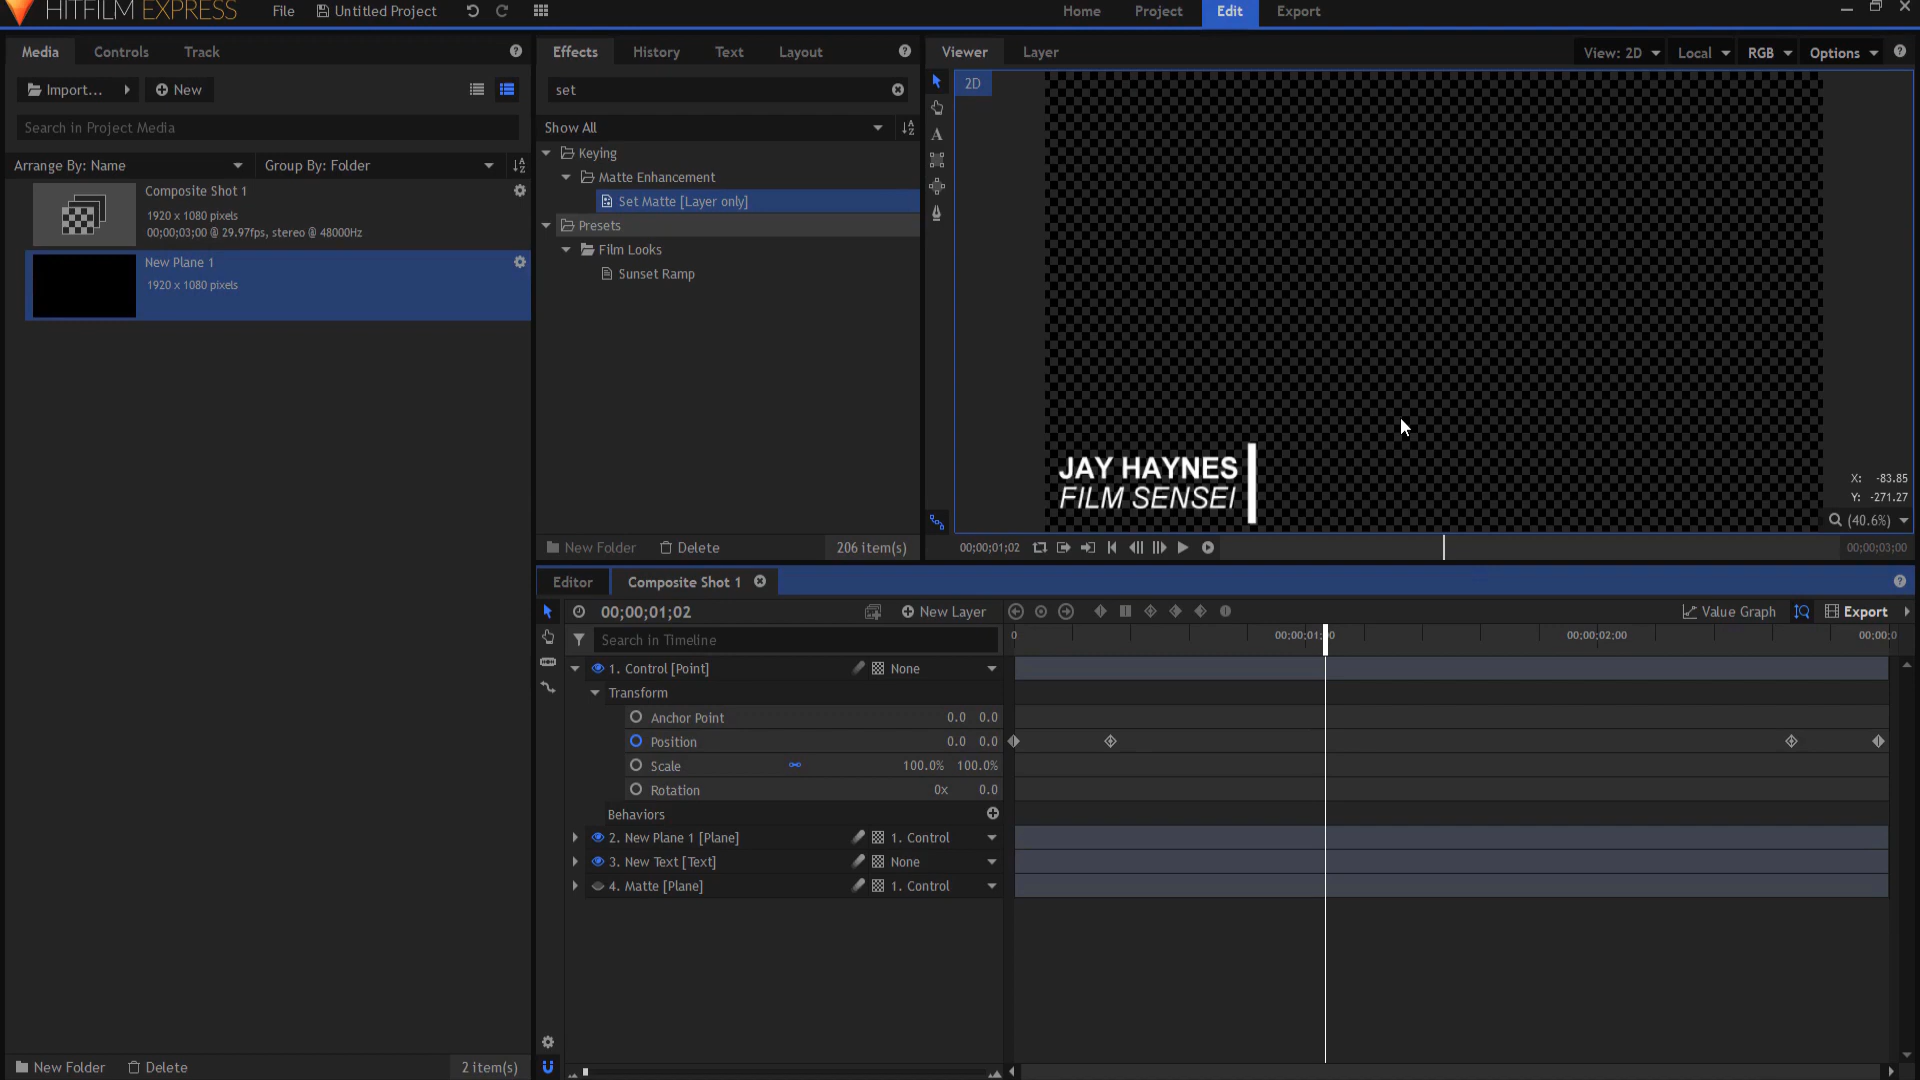 HITFILM EXPRESS
File
Untitled Project
Home
Project
Edit
Export
Media
Controls
Track
Import...
New
Search in Project Media
Arrange By: Name
Group By: Folder
Composite Shot 1
1920 x 1080 pixels
00;00;03;00 @ 29.97fps, stereo @ 48000Hz
New Plane 1
1920 x 1080 pixels
New Folder
Delete
2 item(s)
Effects
History
Text
Layout
set
Show All
Keying
Matte Enhancement
Set Matte [Layer only]
Presets
Film Looks
Sunset Ramp
New Folder
Delete
206 item(s)
Viewer
Layer
View: 2D
Local
RGB
Options
2D
JAY HAYNES
FILM SENSEI
X: -83.85
Y: -271.27
(40.6%)
00;00;01;02
00;00;03;00
Editor
Composite Shot 1
00;00;01;02
New Layer
Value Graph
Export
Search in Timeline
0
00;00;01;00
00;00;02;00
00;00;0
1. Control [Point]
None
Transform
Anchor Point
0.0 0.0
Position
0.0 0.0
Scale
100.0% 100.0%
Rotation
0x 0.0
Behaviors
2. New Plane 1 [Plane]
1. Control
3. New Text [Text]
None
4. Matte [Plane]
1. Control